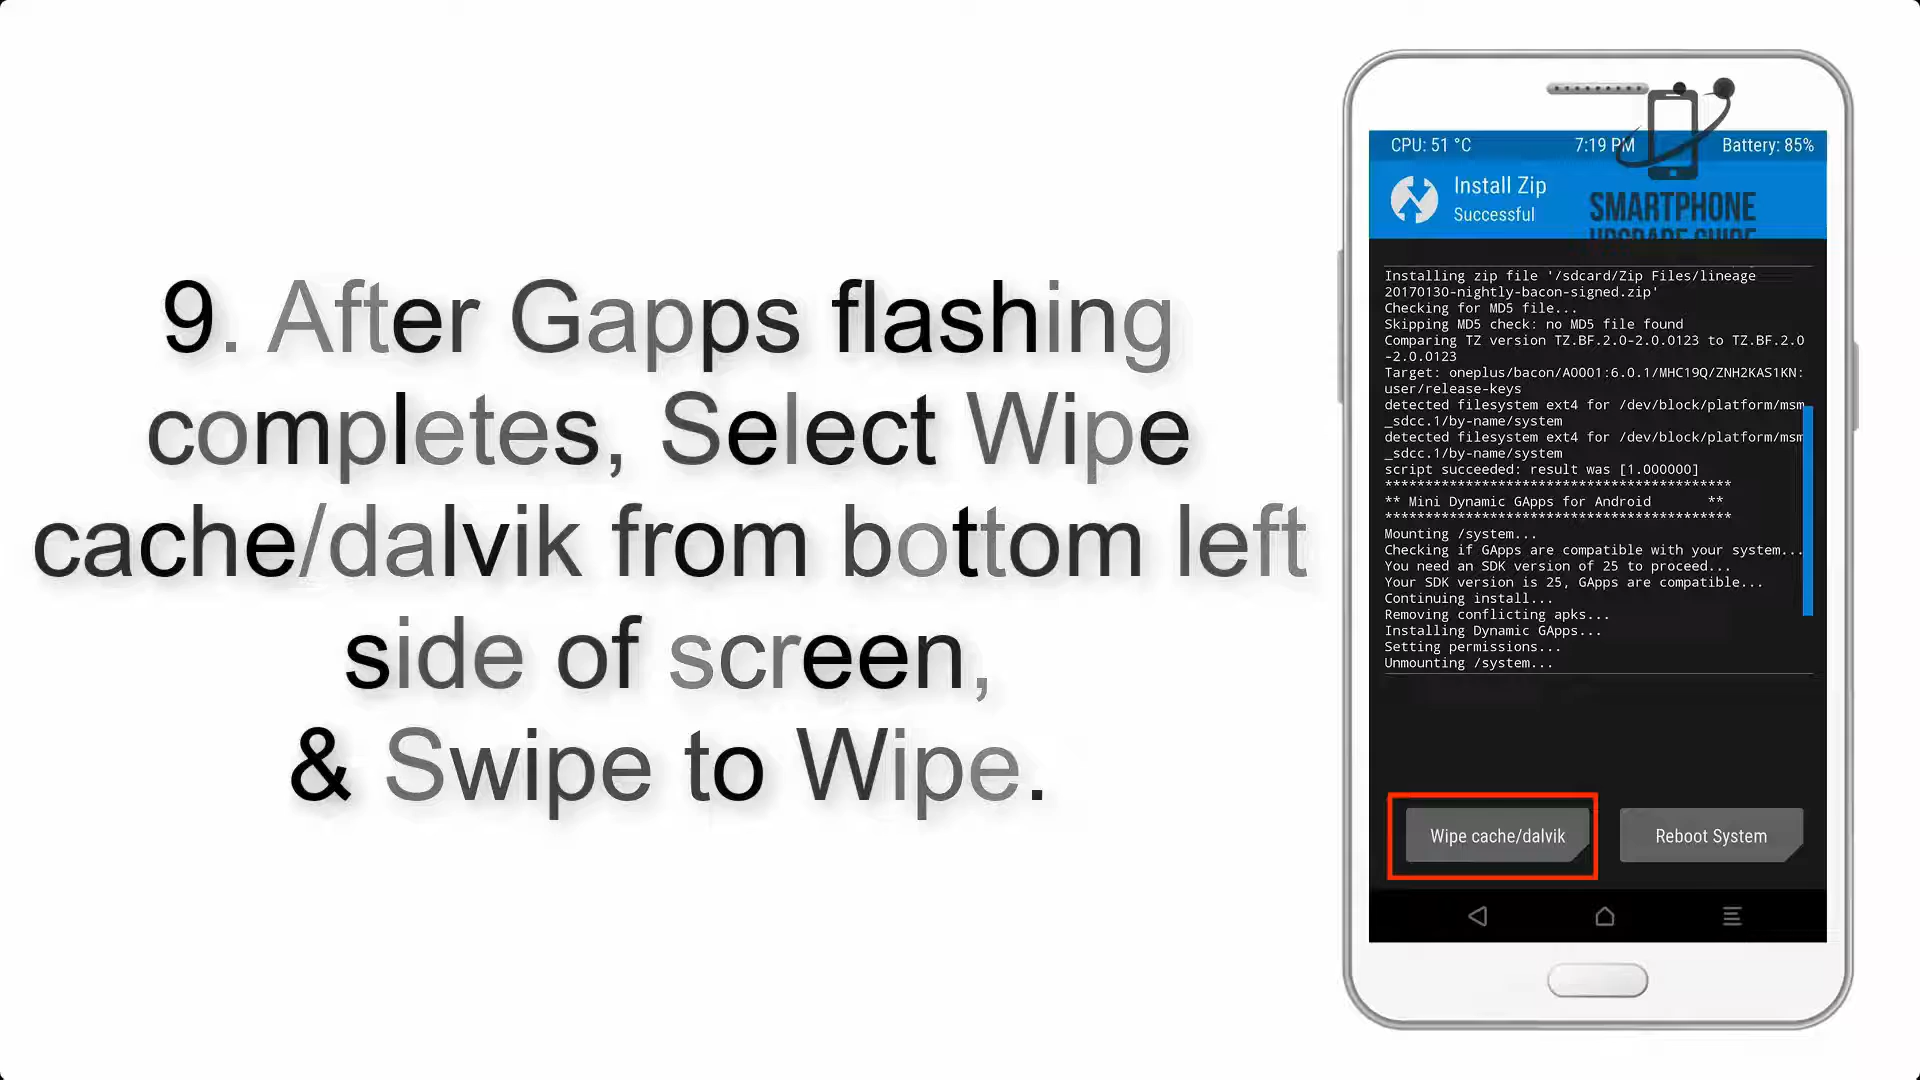 9. After Gapps flashing
completes, Select Wipe
cache/dalvik from bottom left
side of screen,
& Swipe to Wipe.
CPU: 51 °C 7:19 PM Battery: 85%
Install Zip
Successful
SMARTPHONE
UPGRADE GUIDE
Installing zip file '/sdcard/Zip Files/lineage
20170130-nightly-bacon-signed.zip'
Checking for MD5 file...
Skipping MD5 check: no MD5 file found
Comparing TZ version TZ.BF.2.0-2.0.0123 to TZ.BF.2.0
-2.0.0123
Target: oneplus/bacon/A0001:6.0.1/MHC19Q/ZNH2KAS1KN:
user/release-keys
detected filesystem ext4 for /dev/block/platform/msm
_sdcc.1/by-name/system
detected filesystem ext4 for /dev/block/platform/msm
_sdcc.1/by-name/system
script succeeded: result was [1.000000]
*******************************************
** Mini Dynamic GApps for Android **
*******************************************
Mounting /system...
Checking if GApps are compatible with your system...
You need an SDK version of 25 to proceed...
Your SDK version is 25, GApps are compatible...
Continuing install...
Removing conflicting apks...
Installing Dynamic GApps...
Setting permissions...
Unmounting /system...
Wipe cache/dalvik Reboot System